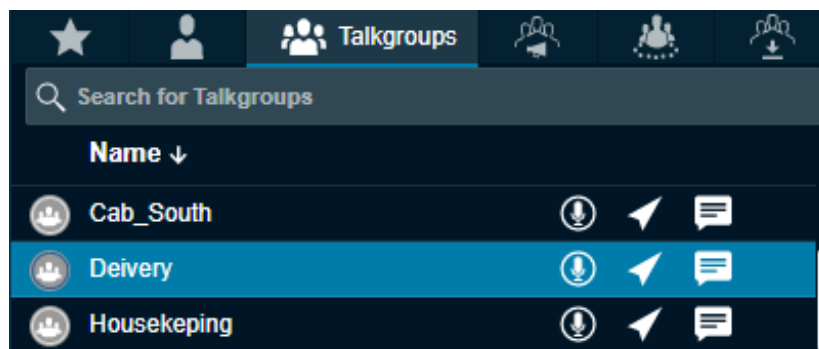 Talkgroups
Search for Talkgroups
Name ↓
Cab_South
Deivery
Housekeping